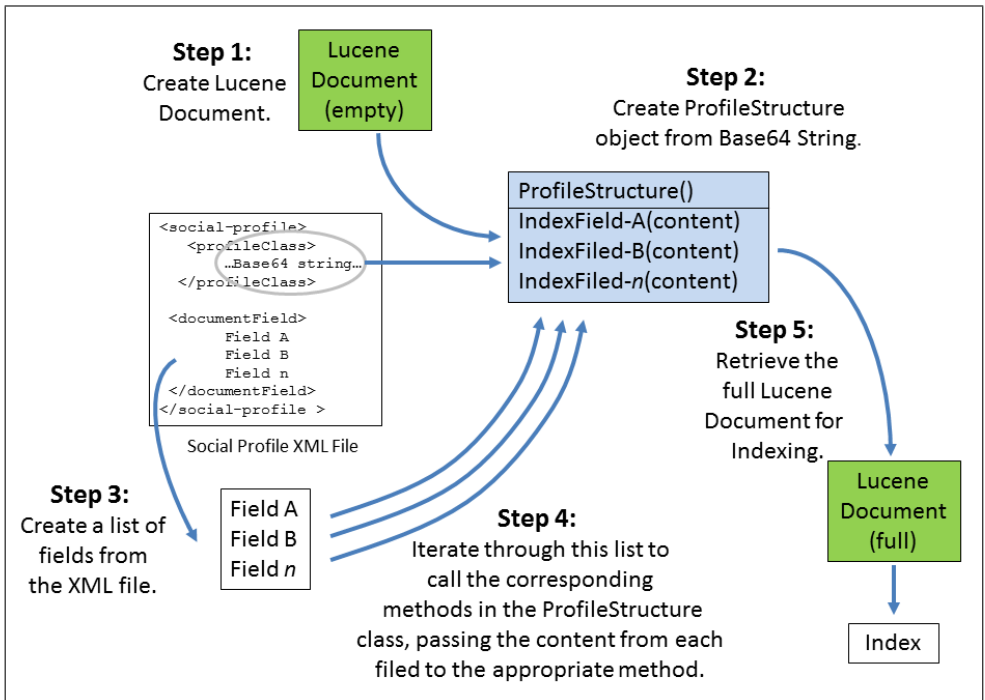 Step 1:
Create Lucene
Document.
Lucene
Document
(empty)
Step 2:
Create ProfileStructure
object from Base64 String.
ProfileStructure()
IndexField-A(content)
IndexFiled-B(content)
IndexFiled-n(content)
<social-profile>
<profileClass>
…Base64 string…
</profileClass>
<documentField>
Field A
Field B
Field n
</documentField>
</social-profile >
Social Profile XML File
Step 3:
Create a list of
fields from
the XML file.
Field A
Field B
Field n
Step 4:
Iterate through this list to
call the corresponding
methods in the ProfileStructure
class, passing the content from each
filed to the appropriate method.
Step 5:
Retrieve the
full Lucene
Document for
Indexing.
Lucene
Document
(full)
Index